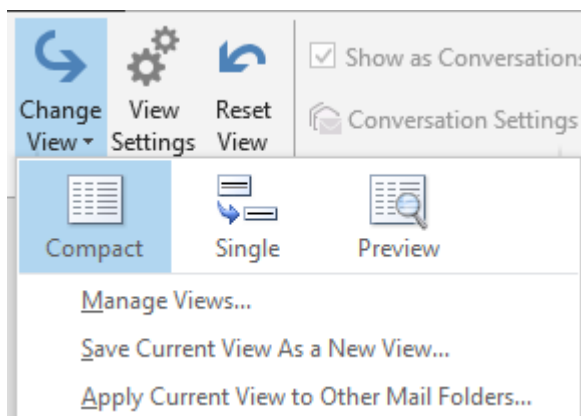 Change View Reset
View Settings View
Show as Conversations
Conversation Settings
Compact Single Preview
Manage Views...
Save Current View As a New View...
Apply Current View to Other Mail Folders...